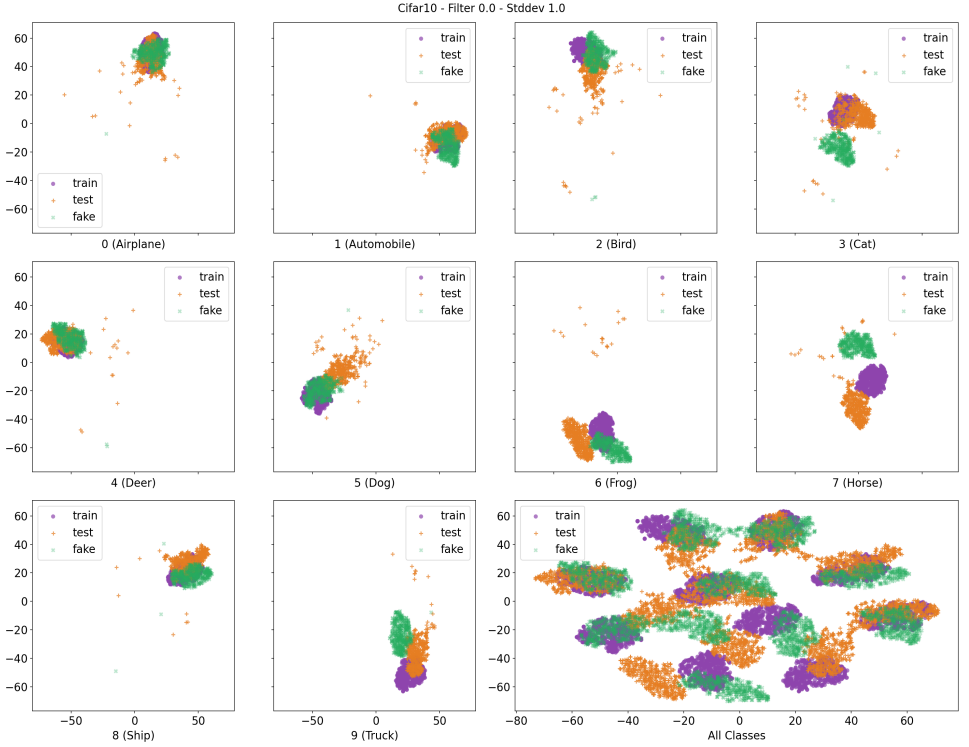 Cifar10 - Filter 0.0 - Stddev 1.0
60
40
20
0
−20
−40
−60
train
test
fake
0 (Airplane)
train
test
fake
1 (Automobile)
train
test
fake
2 (Bird)
train
test
fake
3 (Cat)
60
40
20
0
−20
−40
−60
train
test
fake
4 (Deer)
train
test
fake
5 (Dog)
train
test
fake
6 (Frog)
train
test
fake
7 (Horse)
60
40
20
0
−20
−40
−60
train
test
fake
−50 0 50
8 (Ship)
train
test
fake
−50 0 50
9 (Truck)
60
40
20
0
−20
−40
−60
train
test
fake
−80 −60 −40 −20 0 20 40 60
All Classes